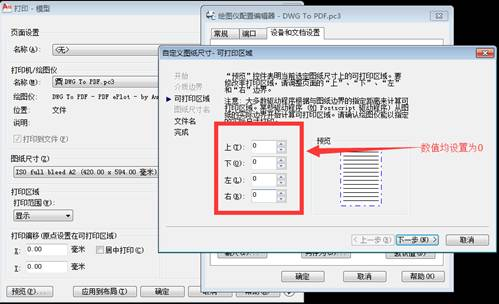 打印 - 模型
页面设置
名称(A): <无>
打印机/绘图仪
名称(M): DWG To PDF.pc3
绘图仪: DWG To PDF - PDF ePlot - by Au
位置: 文件
说明:
打印到文件(F)
图纸尺寸(Z)
ISO full bleed A2 (420.00 x 594.00 毫米)
打印区域
打印范围(W):
显示
打印偏移(原点设置在可打印区域)
X: 0.00 毫米 居中打印(C)
Y: 0.00 毫米
预览(P)... 应用到布局(T) 确定
绘图仪配置编辑器 - DWG To PDF.pc3
常规 端口 设备和文档设置
自定义图纸尺寸 - 可打印区域
开始
介质边界
可打印区域
图纸尺寸名
文件名
完成
“预览”控件表明当前选定图纸尺寸上的可打印区域。要
修改非打印区域，请调整页面的“上”、“下”、“左”
和“右”边界。
注意: 大多数驱动程序根据与图纸边界的指定距离来计算可
打印区域。某些驱动程序(如 Postscript 驱动程序)从图
纸的实际边界开始计算可打印区域。请确认绘图仪能以指定
的实际尺寸打印。
上(T): 0
下(O): 0
左(L): 0
右(R): 0
预览
数值均设置为0
<上一步(B) 下一步(N) > 取消
确定 取消 帮助(H)